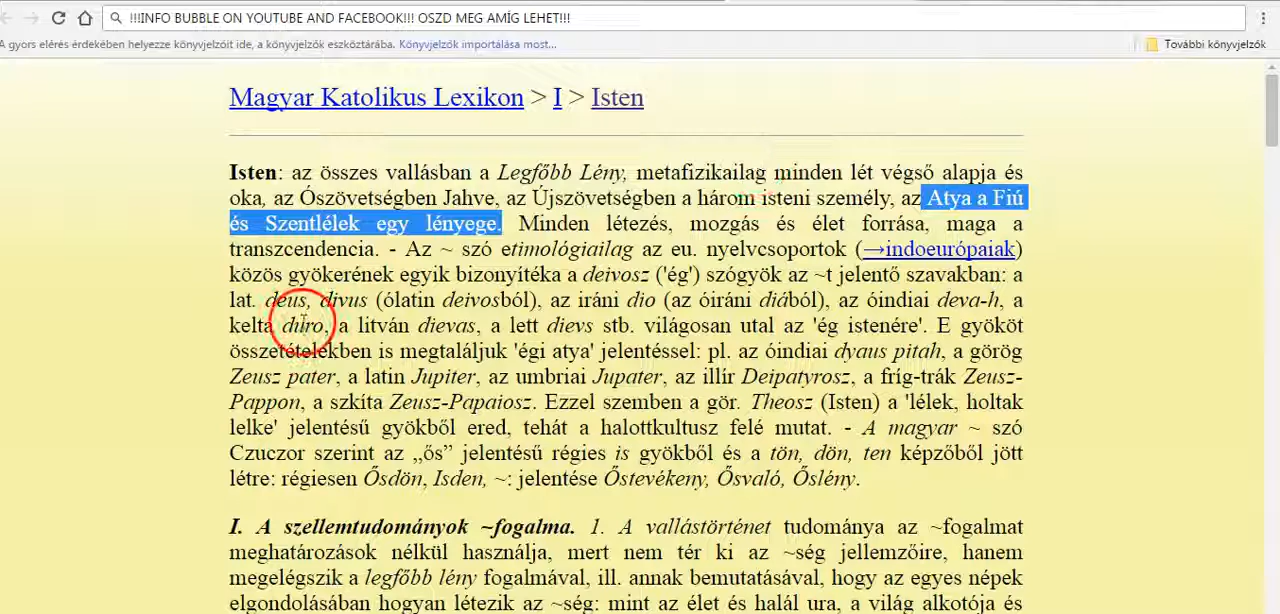 !!!INFO BUBBLE ON YOUTUBE AND FACEBOOK!!! OSZD MEG AMÍG LEHET!!!
A gyors elérés érdekében helyezze könyvjelzőit ide, a könyvjelzők eszköztárába. Könyvjelzők importálása most...
További könyvjelzők
Magyar Katolikus Lexikon > I > Isten
Isten: az összes vallásban a Legfőbb Lény, metafizikailag minden lét végső alapja és
oka, az Ószövetségben Jahve, az Újszövetségben a három isteni személy, az Atya a Fiú
és Szentlélek egy lényege. Minden létezés, mozgás és élet forrása, maga a
transzcendencia. - Az ~ szó etimológiailag az eu. nyelvcsoportok (→indoeurópaiak)
közös gyökerének egyik bizonyítéka a deivosz ('ég') szógyök az ~t jelentő szavakban: a
lat. deus, divus (ólatin deivosból), az iráni dio (az óiráni diából), az óindiai deva-h, a
kelta duro, a litván dievas, a lett dievs stb. világosan utal az 'ég istenére'. E gyököt
összetételekben is megtaláljuk 'égi atya' jelentéssel: pl. az óindiai dyaus pitah, a görög
Zeusz pater, a latin Jupiter, az umbriai Jupater, az illír Deipatyrosz, a fríg-trák Zeusz-
Pappon, a szkíta Zeusz-Papaiosz. Ezzel szemben a gör. Theosz (Isten) a 'lélek, holtak
lelke' jelentésű gyökből ered, tehát a halottkultusz felé mutat. - A magyar ~ szó
Czuczor szerint az „ős” jelentésű régies is gyökből és a tön, dön, ten képzőből jött
létre: régiesen Ősdön, Isden, ~: jelentése Őstevékeny, Ősvaló, Őslény.
I. A szellemtudományok ~fogalma. 1. A vallástörténet tudománya az ~fogalmat
meghatározások nélkül használja, mert nem tér ki az ~ség jellemzőire, hanem
megelégszik a legfőbb lény fogalmával, ill. annak bemutatásával, hogy az egyes népek
elgondolásában hogyan létezik az ~ség: mint az élet és halál ura, a világ alkotója és